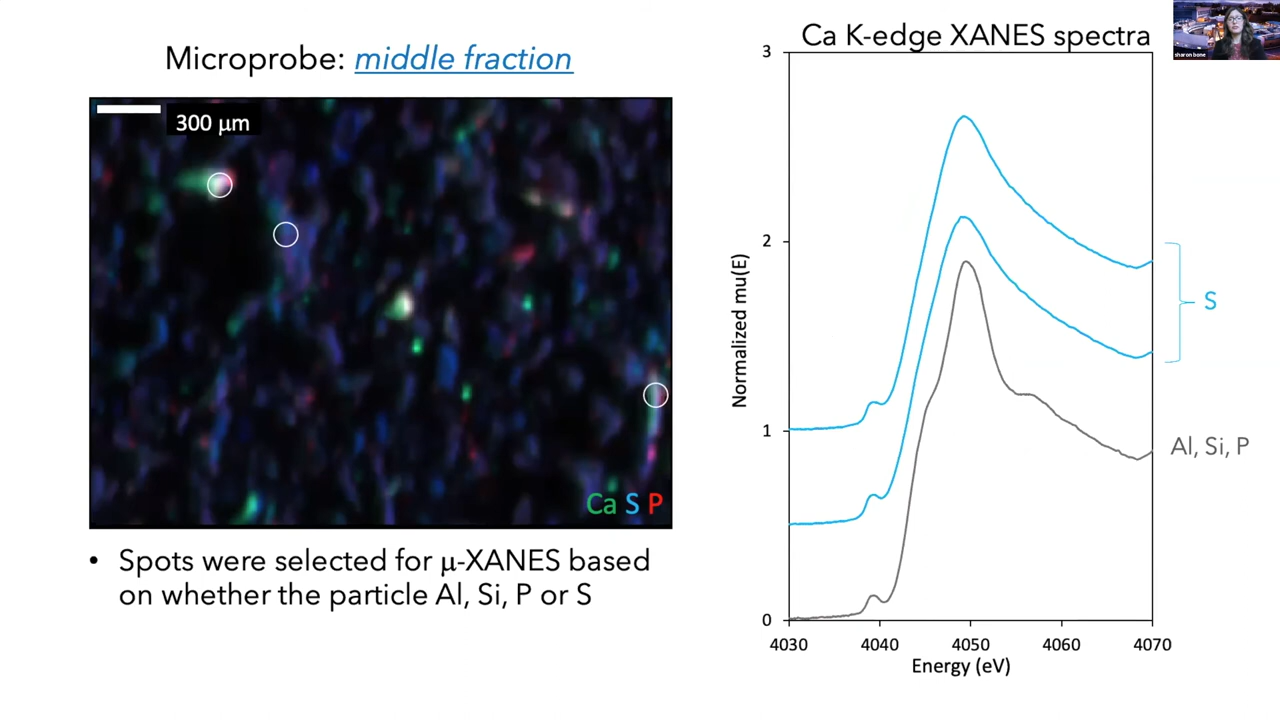 Microprobe: middle fraction
300 µm
Ca S P
• Spots were selected for µ-XANES based
on whether the particle Al, Si, P or S
Ca K-edge XANES spectra
3
2
1
0
Normalized mu(E)
4030 4040 4050 4060 4070
Energy (eV)
S
Al, Si, P
sharon bone